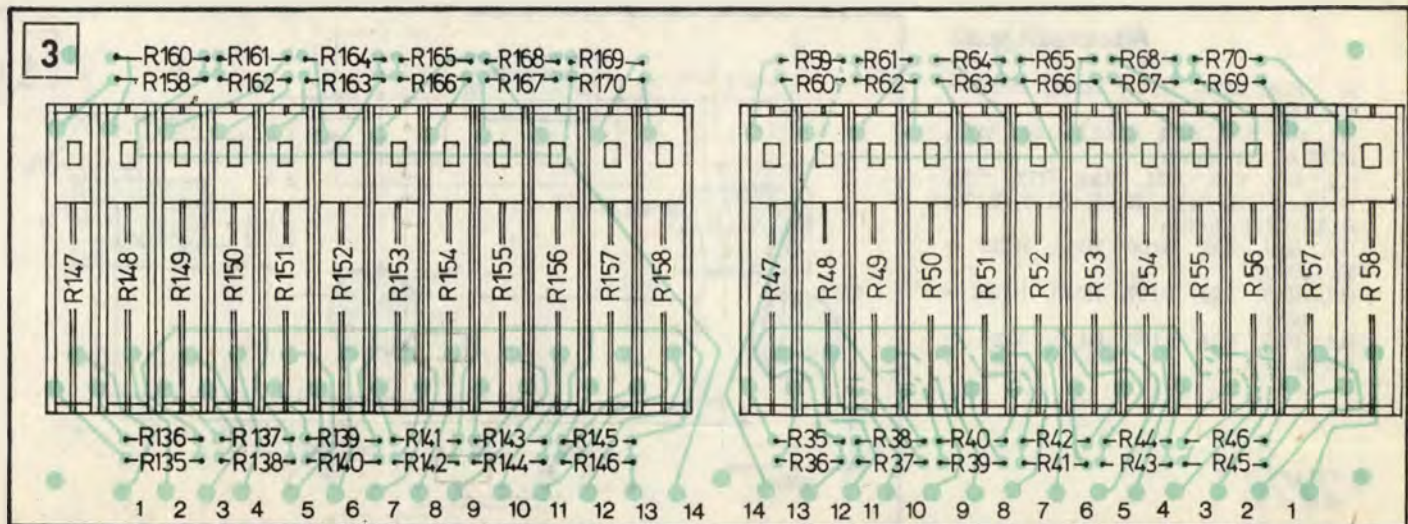 3
R160 R161 R164 R165 R168 R169 R59 R61 R64 R65 R68 R70
R158 R162 R163 R166 R167 R170 R60 R62 R63 R66 R67 R69
R147 R148 R149 R150 R151 R152 R153 R154 R155 R156 R157 R158 R47 R48 R49 R50 R51 R52 R53 R54 R55 R56 R57 R58
R136 R137 R139 R141 R143 R145 R35 R38 R40 R42 R44 R46
R135 R138 R140 R142 R144 R146 R36 R37 R39 R41 R43 R45
1 2 3 4 5 6 7 8 9 10 11 12 13 14 14 13 12 11 10 9 8 7 6 5 4 3 2 1